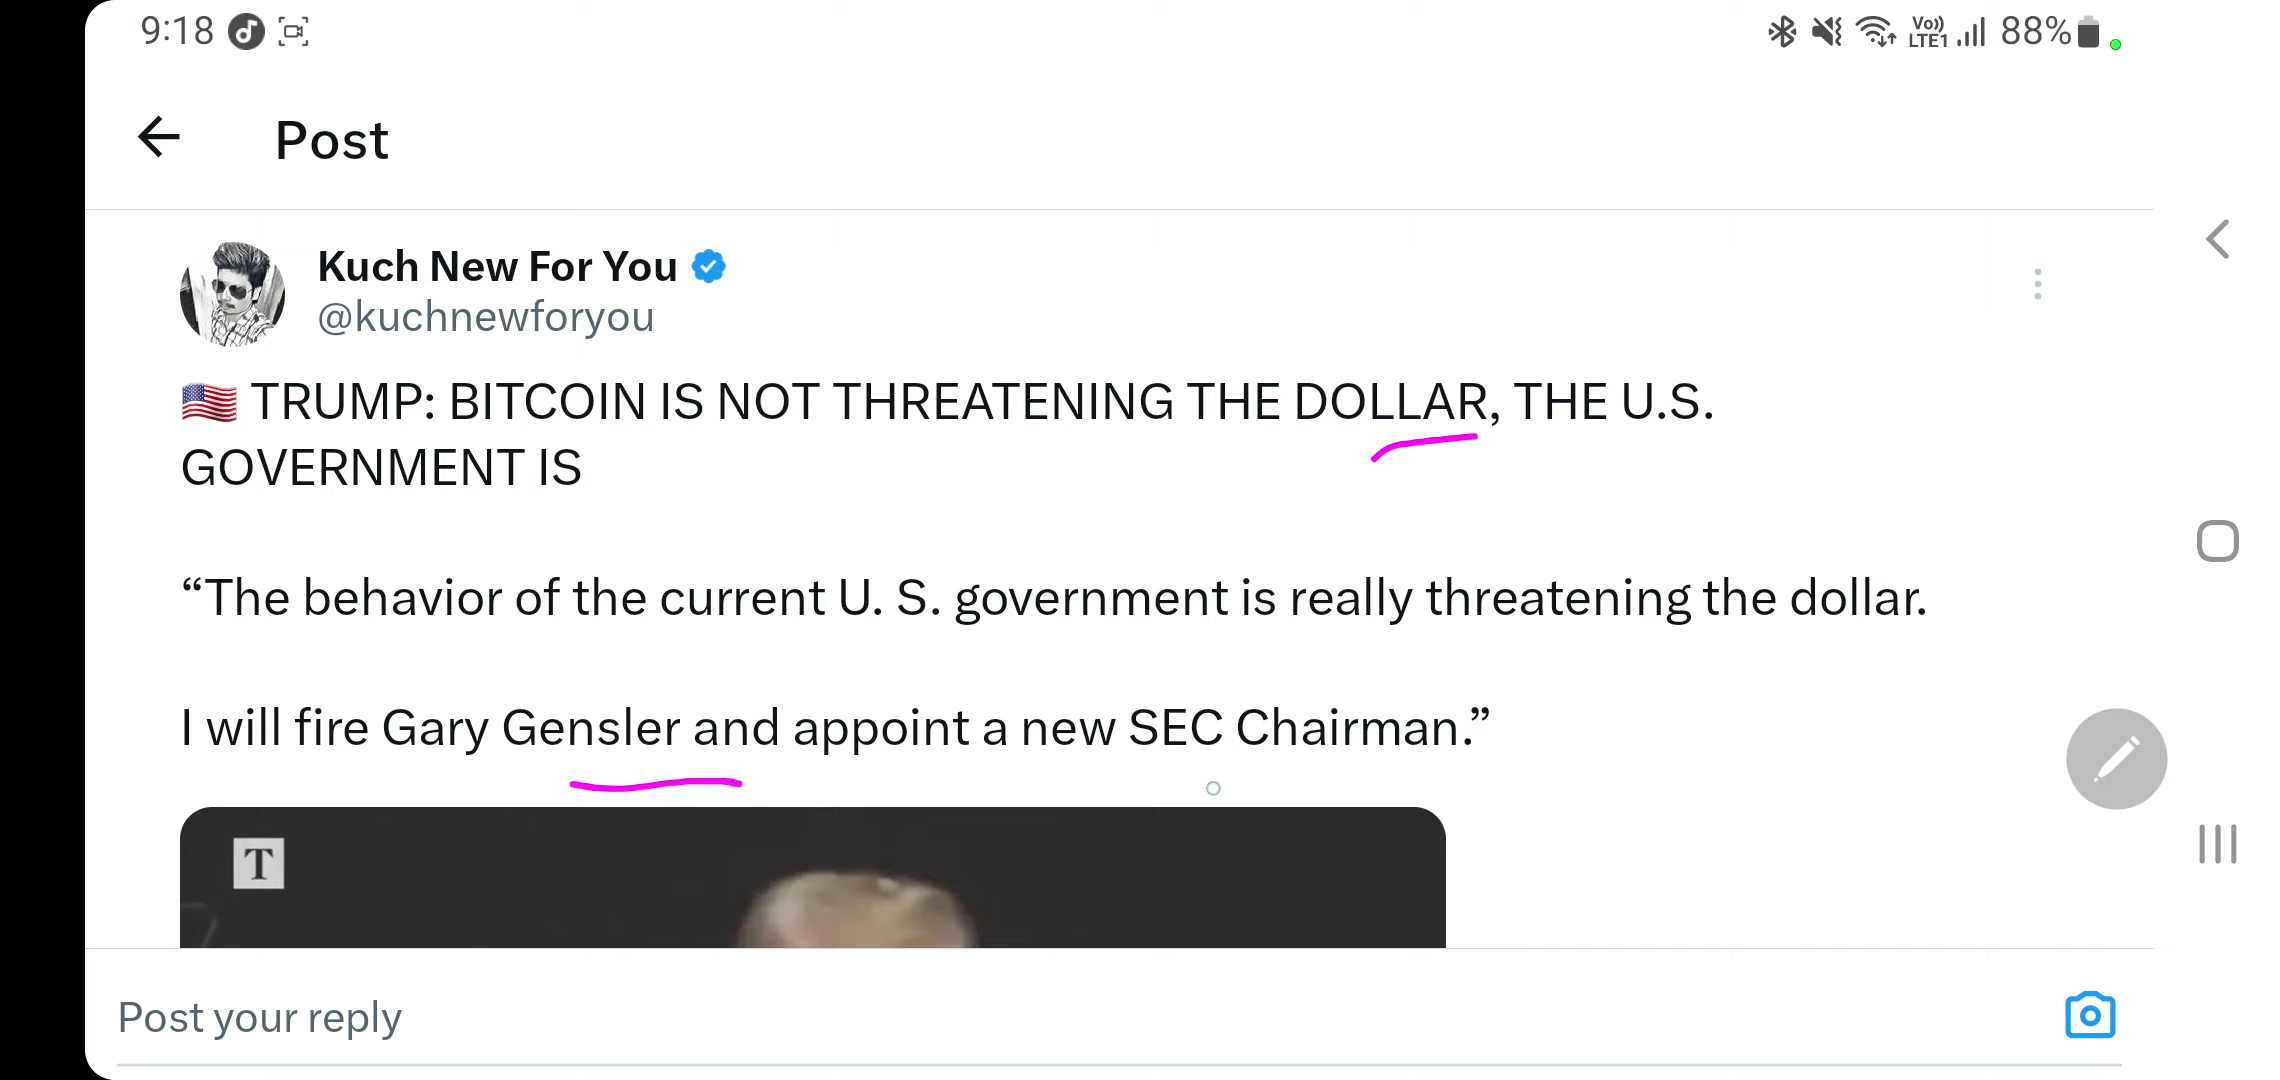 9:18
Vo)) LTE1 88%
Post
Kuch New For You
@kuchnewforyou
🇺🇸 TRUMP: BITCOIN IS NOT THREATENING THE DOLLAR, THE U.S.
GOVERNMENT IS
“The behavior of the current U. S. government is really threatening the dollar.
I will fire Gary Gensler and appoint a new SEC Chairman.”
T
Post your reply